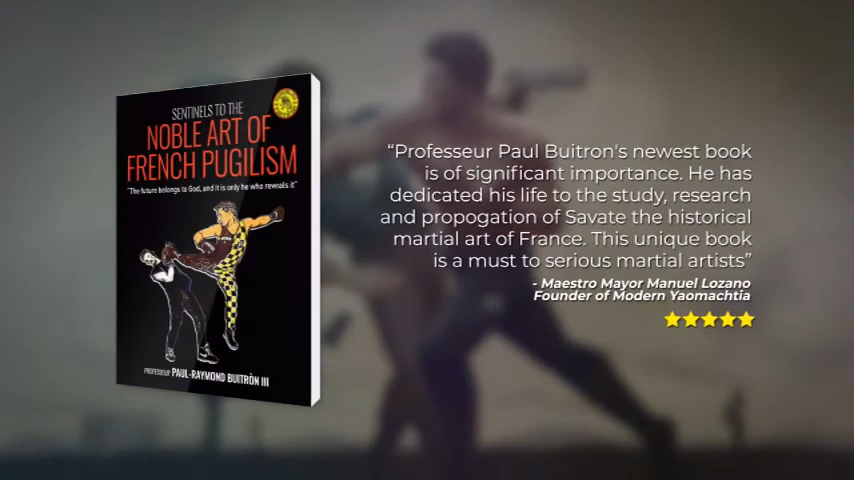 SENTINELS TO THE
NOBLE ART OF
FRENCH PUGILISM
"The future belongs to God, and it is only he who reveals it"
PROFESSEUR PAUL-RAYMOND BUITRÒN III
“Professeur Paul Buitron's newest book
is of significant importance. He has
dedicated his life to the study, research
and propogation of Savate the historical
martial art of France. This unique book
is a must to serious martial artists”
- Maestro Mayor Manuel Lozano
Founder of Modern Yaomachtia